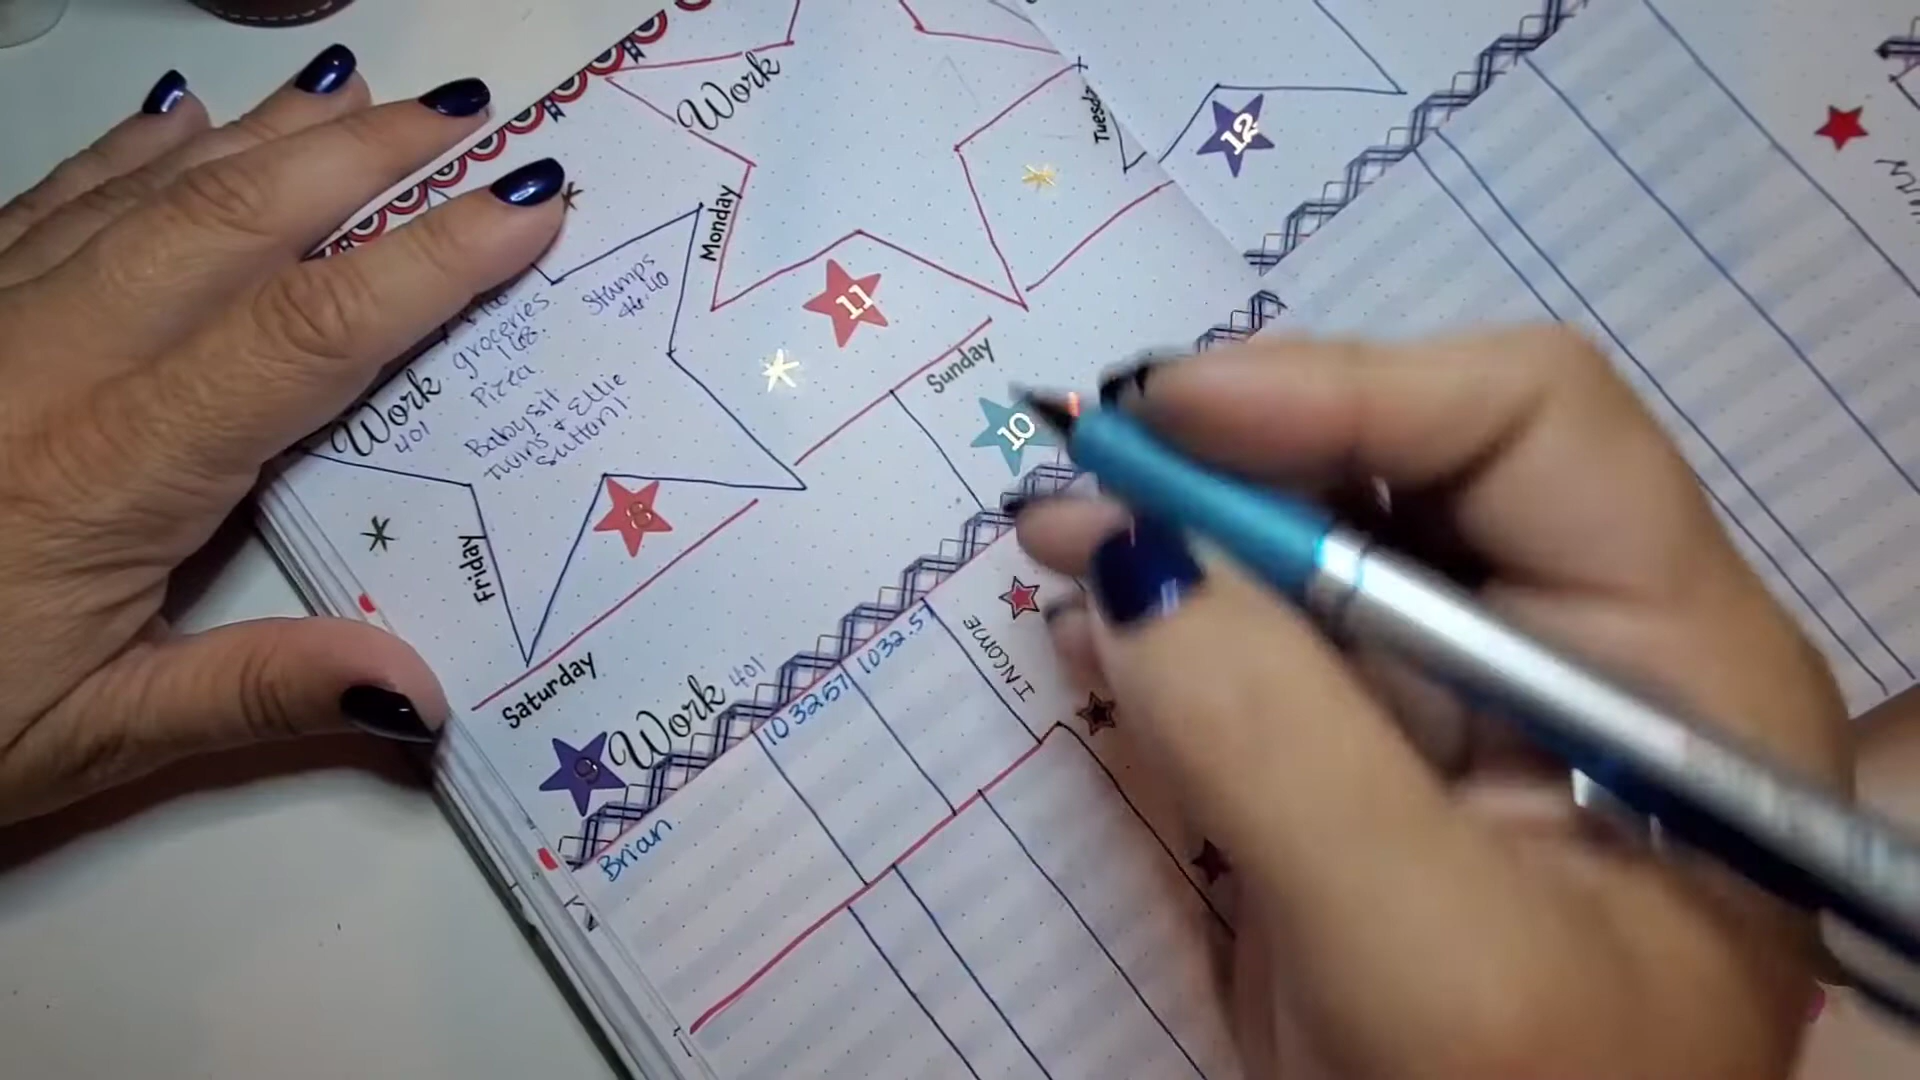 Work
Monday
11
Tuesd
12
groceries
168.
Pizza
Stamps
46.40
Work
401
Babysit
twins & Ellie
Sutton!!
Friday
8
Sunday
10
Saturday
9
Work 401
Brian
1032.57
1032.57
INCOME